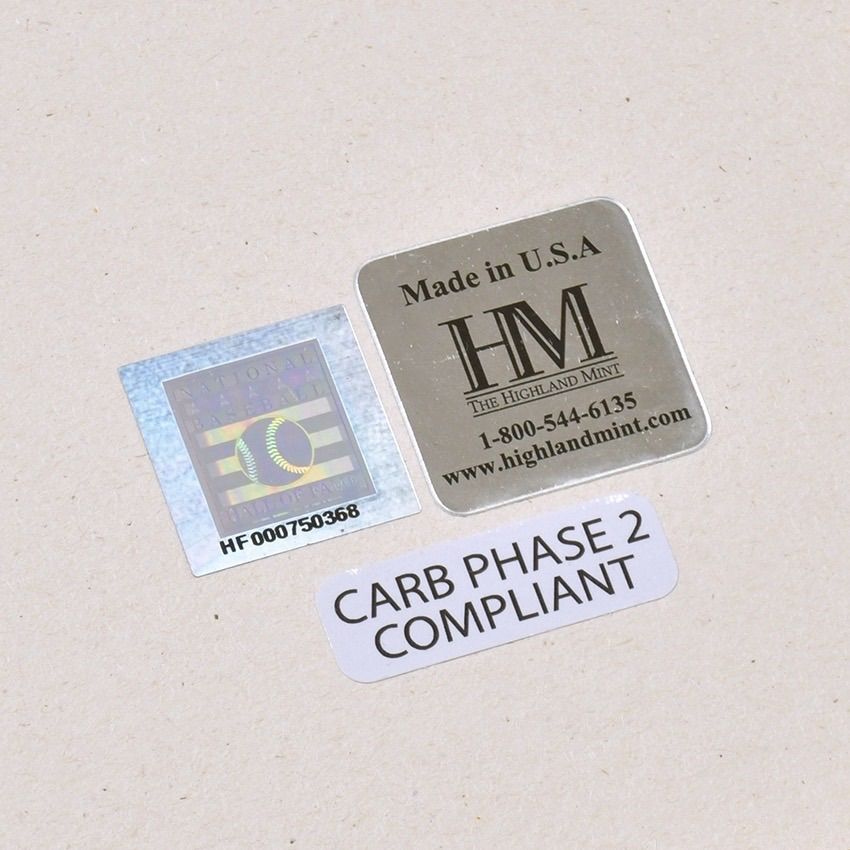 Made in U.S.A
HM
THE HIGHLAND MINT
1-800-544-6135
www.highlandmint.com
NATIONAL
BASEBALL
HALL OF FAME
HF000750368
CARB PHASE 2
COMPLIANT